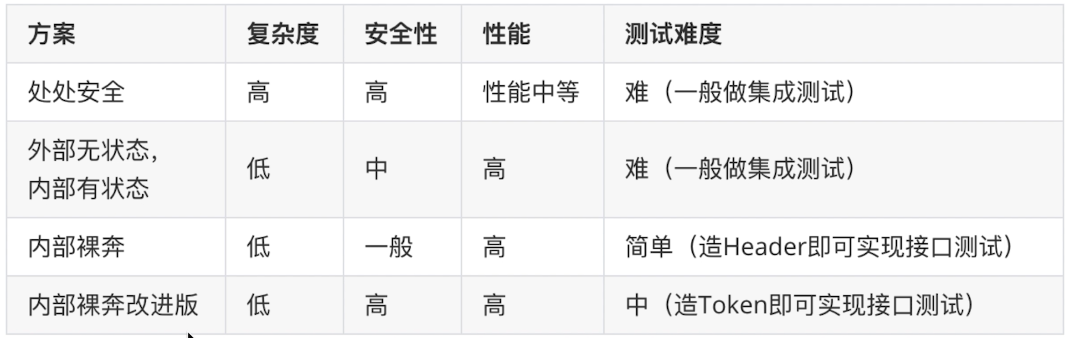 方案 复杂度 安全性 性能 测试难度
处处安全 高 高 性能中等 难（一般做集成测试）
外部无状态，
内部有状态 低 中 高 难（一般做集成测试）
内部裸奔 低 一般 高 简单（造Header即可实现接口测试）
内部裸奔改进版 低 高 高 中（造Token即可实现接口测试）